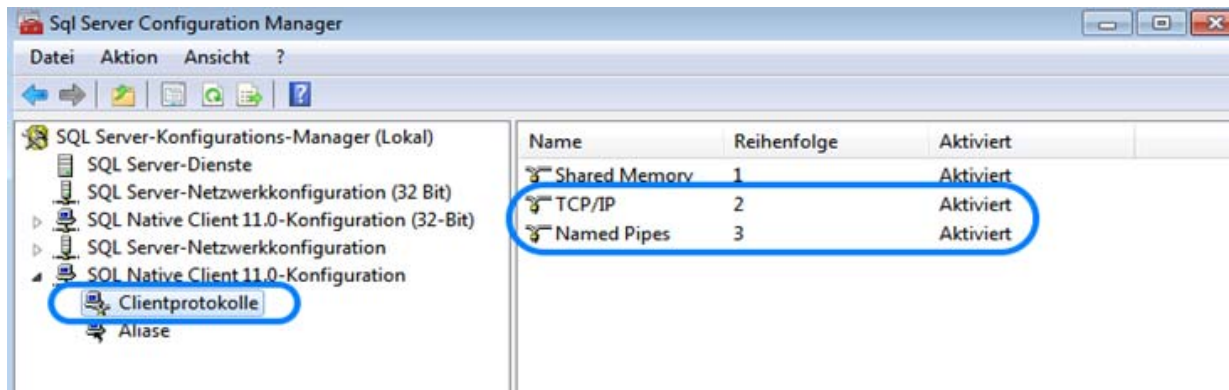 Sql Server Configuration Manager
Datei Aktion Ansicht ?
SQL Server-Konfigurations-Manager (Lokal)
SQL Server-Dienste
SQL Server-Netzwerkkonfiguration (32 Bit)
SQL Native Client 11.0-Konfiguration (32-Bit)
SQL Server-Netzwerkkonfiguration
SQL Native Client 11.0-Konfiguration
Clientprotokolle
Aliase
Name Reihenfolge Aktiviert
Shared Memory 1 Aktiviert
TCP/IP 2 Aktiviert
Named Pipes 3 Aktiviert